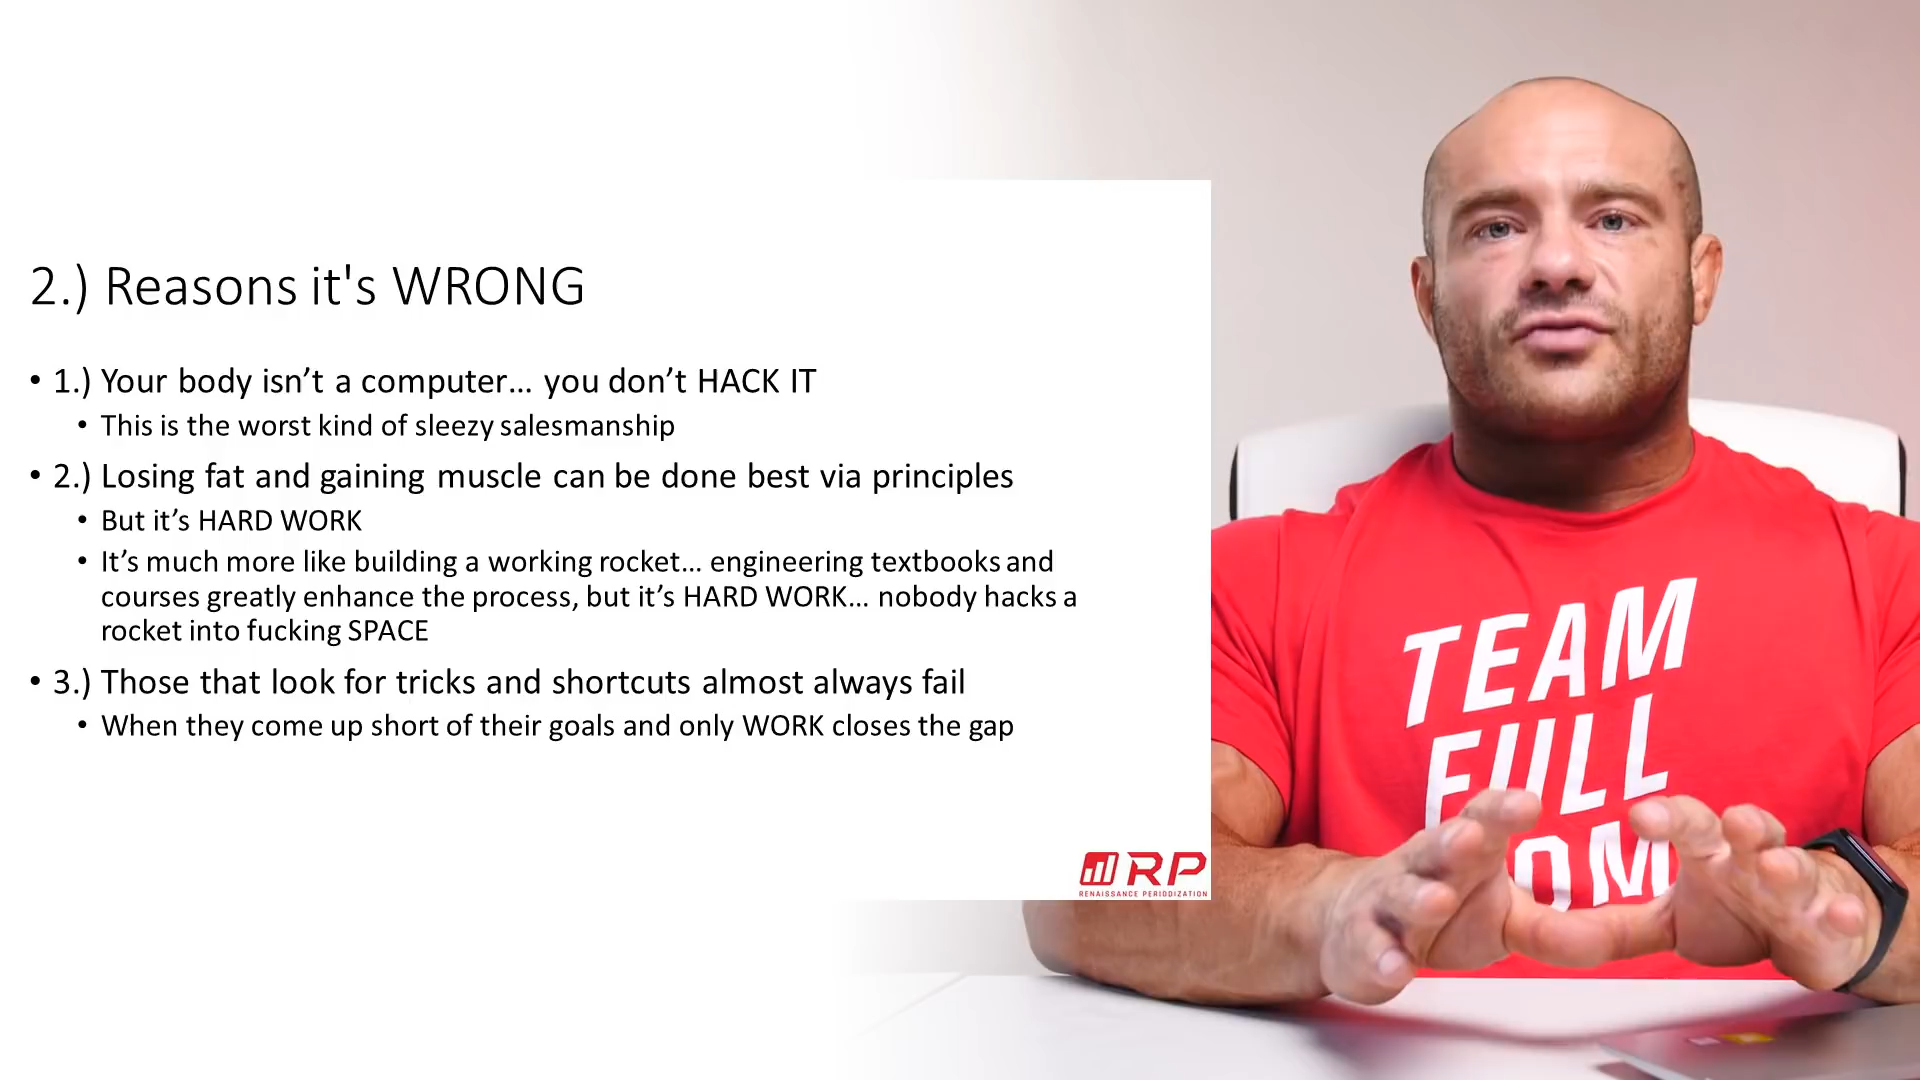 2.) Reasons it's WRONG
• 1.) Your body isn’t a computer… you don’t HACK IT
• This is the worst kind of sleezy salesmanship
• 2.) Losing fat and gaining muscle can be done best via principles
• But it’s HARD WORK
• It’s much more like building a working rocket… engineering textbooks and
courses greatly enhance the process, but it’s HARD WORK… nobody hacks a
rocket into fucking SPACE
• 3.) Those that look for tricks and shortcuts almost always fail
• When they come up short of their goals and only WORK closes the gap
RP
RENAISSANCE PERIODIZATION
TEAM
FULL
OM